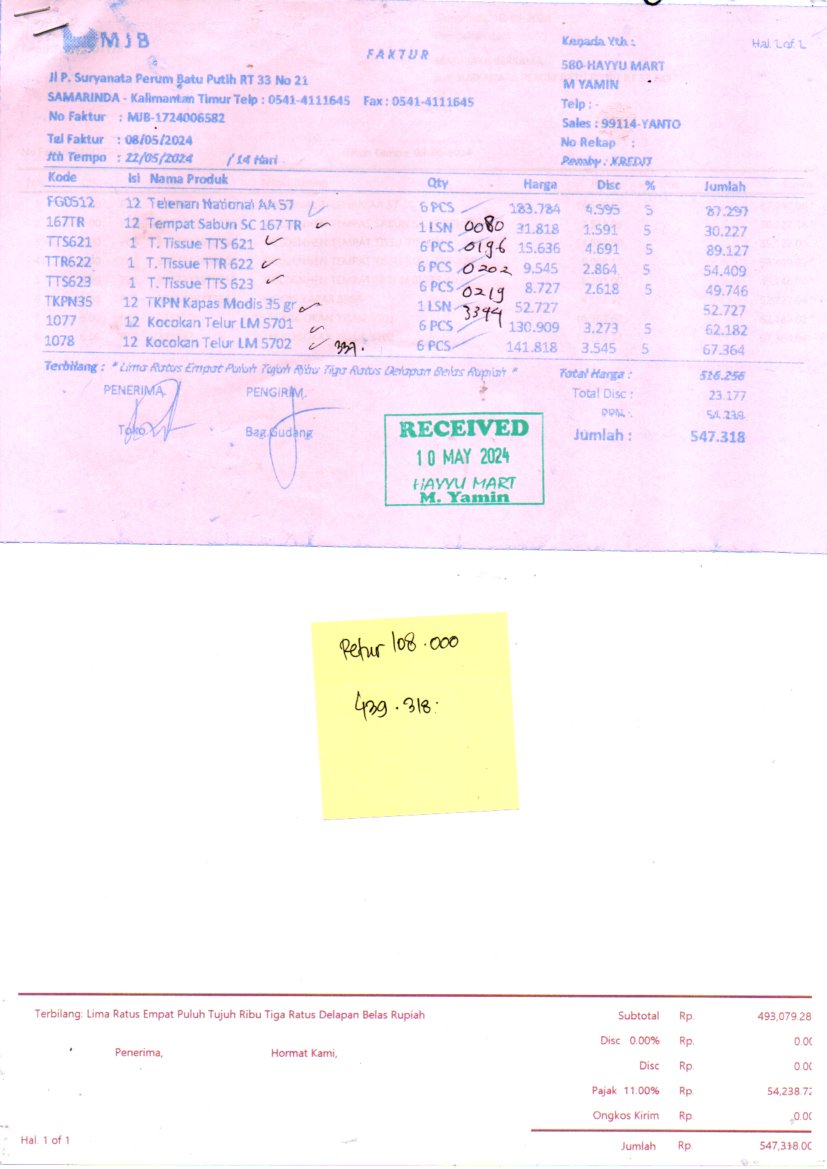 MJB
FAKTUR
Kepada Yth :
Hal. 1 of 1
580-HAYYU MART
Jl P. Suryanata Perum Batu Putih RT 33 No 21
M YAMIN
SAMARINDA - Kalimantan Timur Telp : 0541-4111645 Fax : 0541-4111645
Telp : -
No Faktur : MJB-1724006582
Sales : 99114-YANTO
Tgl Faktur : 08/05/2024
No Rekap :
Jth Tempo : 22/05/2024 / 14 Hari
Pemby : KREDIT
Kode Isi Nama Produk Qty Harga Disc % Jumlah
FG0512 12 Telenan National AA 57 6 PCS 183.784 4.595 5 87.297
167TR 12 Tempat Sabun SC 167 TR 1 LSN 0080 31.818 1.591 5 30.227
TTS621 1 T. Tissue TTS 621 6 PCS 0196 15.636 4.691 5 89.127
TTR622 1 T. Tissue TTR 622 6 PCS 0202 9.545 2.864 5 54.409
TTS623 1 T. Tissue TTS 623 6 PCS 0219 8.727 2.618 5 49.746
TKPN35 12 TKPN Kapas Modis 35 gr 1 LSN 3394 52.727 52.727
1077 12 Kocokan Telur LM 5701 6 PCS 130.909 3.273 5 62.182
1078 12 Kocokan Telur LM 5702 339. 6 PCS 141.818 3.545 5 67.364
Terbilang : * Lima Ratus Empat Puluh Tujuh Ribu Tiga Ratus Delapan Belas Rupiah *
Total Harga : 516.256
PENERIMA, PENGIRIM,
Total Disc : 23.177
PPN : 54.239
Toko Bag.Gudang
Jumlah : 547.318
RECEIVED
10 MAY 2024
HAYYU MART
M. Yamin
Retur 108.000
439.318.
Terbilang: Lima Ratus Empat Puluh Tujuh Ribu Tiga Ratus Delapan Belas Rupiah
Subtotal Rp. 493,079.28
Disc 0.00% Rp. 0.00
Penerima, Hormat Kami,
Disc Rp. 0.00
Pajak 11.00% Rp. 54,238.72
Ongkos Kirim Rp. 0.00
Hal. 1 of 1
Jumlah Rp. 547,318.00